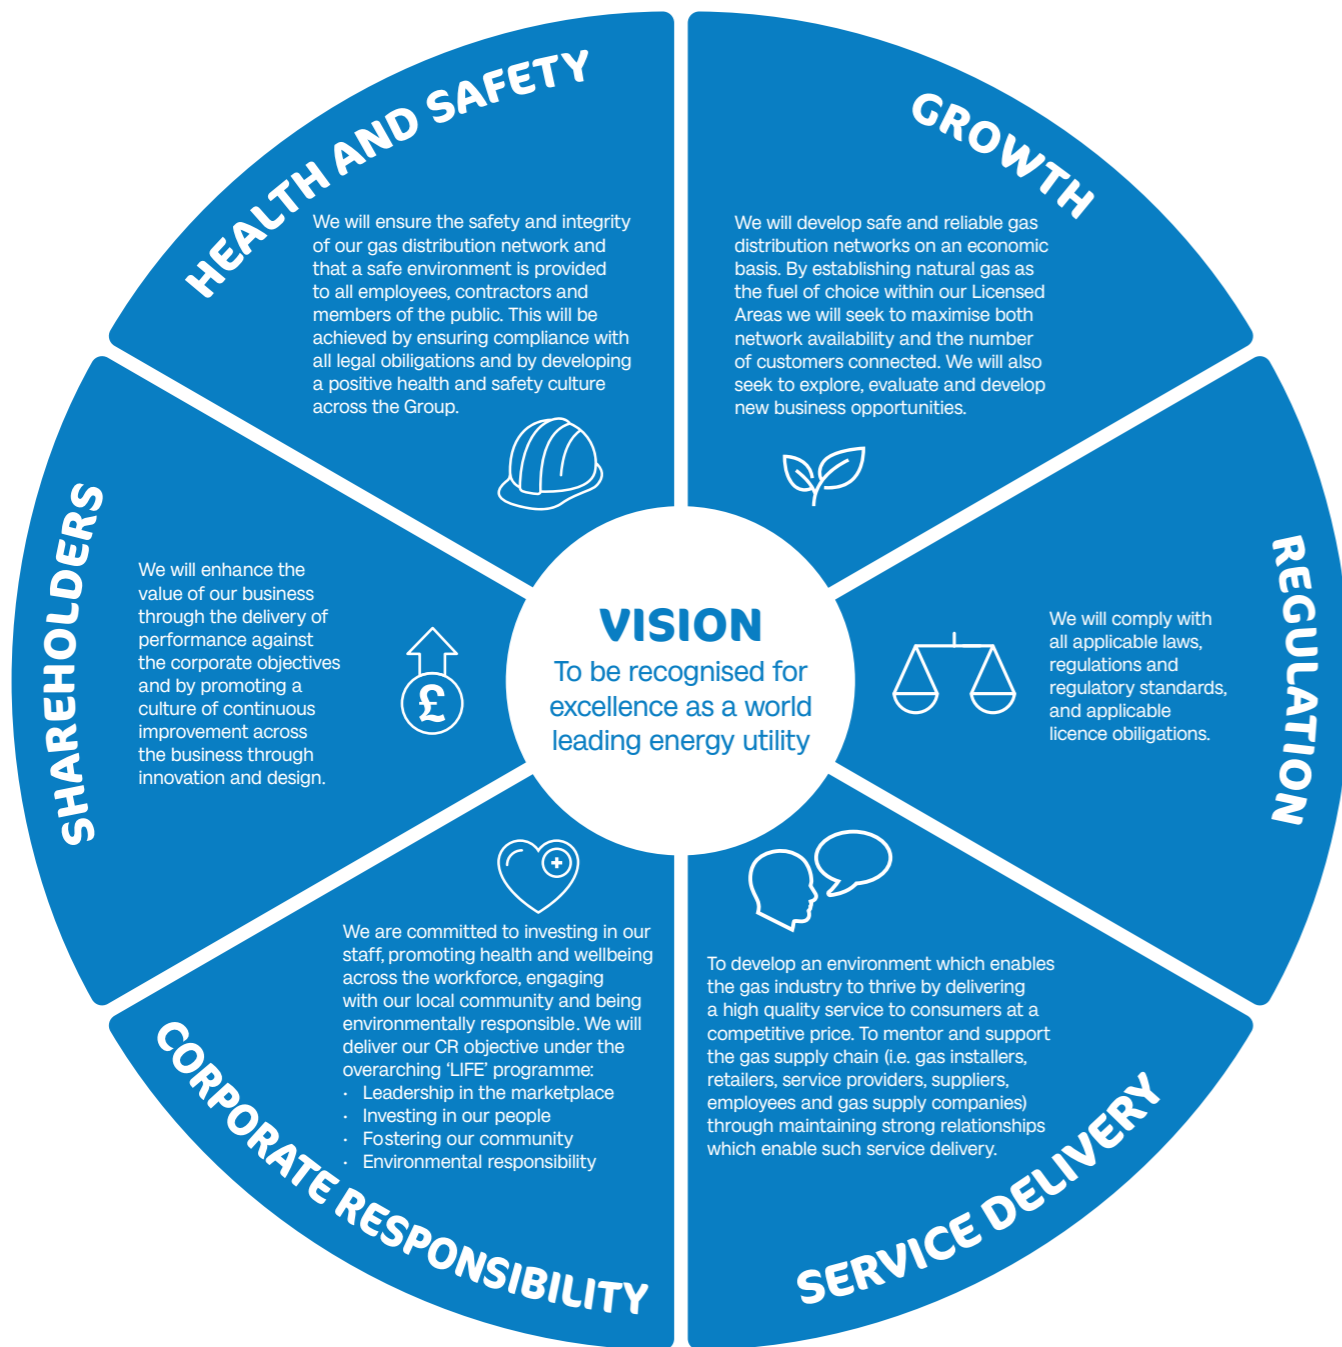 HEALTH AND SAFETY
We will ensure the safety and integrity
of our gas distribution network and
that a safe environment is provided
to all employees, contractors and
members of the public. This will be
achieved by ensuring compliance with
all legal obiligations and by developing
a positive health and safety culture
across the Group.
GROWTH
We will develop safe and reliable gas
distribution networks on an economic
basis. By establishing natural gas as
the fuel of choice within our Licensed
Areas we will seek to maximise both
network availability and the number
of customers connected. We will also
seek to explore, evaluate and develop
new business opportunities.
SHAREHOLDERS
We will enhance the
value of our business
through the delivery of
performance against
the corporate objectives
and by promoting a
culture of continuous
improvement across
the business through
innovation and design.
£
VISION
To be recognised for
excellence as a world
leading energy utility
REGULATION
We will comply with
all applicable laws,
regulations and
regulatory standards,
and applicable
licence obiligations.
CORPORATE RESPONSIBILITY
We are committed to investing in our
staff, promoting health and wellbeing
across the workforce, engaging
with our local community and being
environmentally responsible. We will
deliver our CR objective under the
overarching ‘LIFE’ programme:
· Leadership in the marketplace
· Investing in our people
· Fostering our community
· Environmental responsibility
SERVICE DELIVERY
To develop an environment which enables
the gas industry to thrive by delivering
a high quality service to consumers at a
competitive price. To mentor and support
the gas supply chain (i.e. gas installers,
retailers, service providers, suppliers,
employees and gas supply companies)
through maintaining strong relationships
which enable such service delivery.